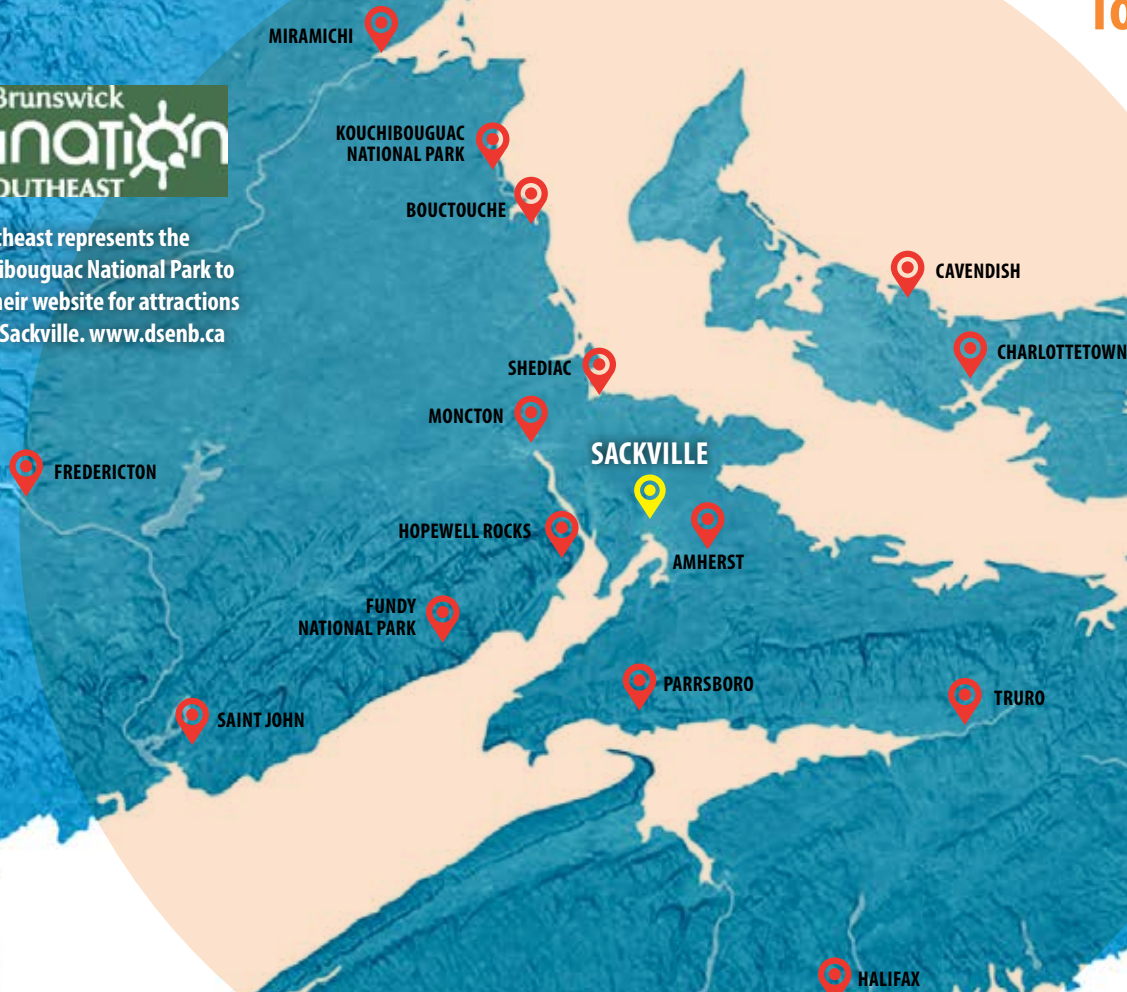 To
MIRAMICHI
Brunswick
OUTHEAST
KOUCHIBOUGUAC
NATIONAL PARK
BOUCTOUCHE
theast represents the
ibouguac National Park to
heir website for attractions
Sackville. www.dsenb.ca
CAVENDISH
CHARLOTTETOWN
SHEDIAC
MONCTON
SACKVILLE
FREDERICTON
HOPEWELL ROCKS
AMHERST
FUNDY
NATIONAL PARK
PARRSBORO
TRURO
SAINT JOHN
HALIFAX